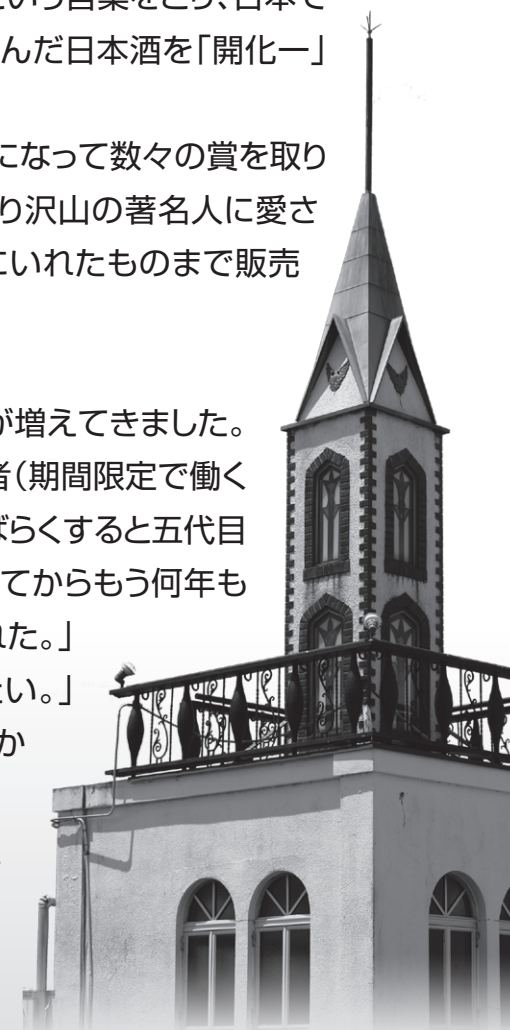 いう言葉をとり、日本で
んだ日本酒を「開化一」
になって数々の賞を取り
り沢山の著名人に愛さ
にいれたものまで販売
が増えてきました。
者（期間限定で働く
ばらくすると五代目
てからもう何年も
れた。」
たい。」
か